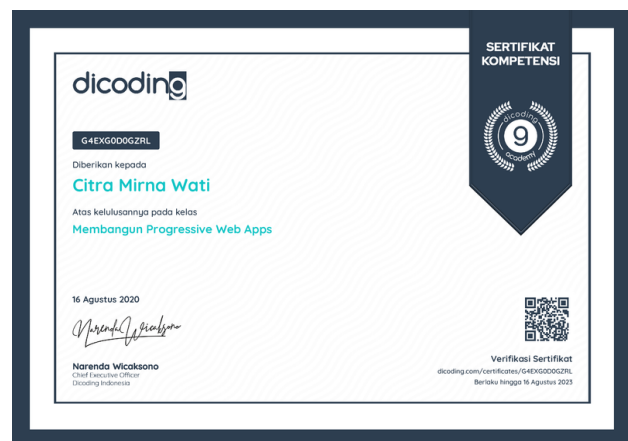 SERTIFIKAT
KOMPETENSI
dicoding
dicoding
academy
G4EXG0D0GZRL
Diberikan kepada
Citra Mirna Wati
Atas kelulusannya pada kelas
Membangun Progressive Web Apps
16 Agustus 2020
Narenda Wicaksono
Narenda Wicaksono
Chief Executive Officer
Dicoding Indonesia
Verifikasi Sertifikat
dicoding.com/certificates/G4EXG0D0GZRL
Berlaku hingga 16 Agustus 2023